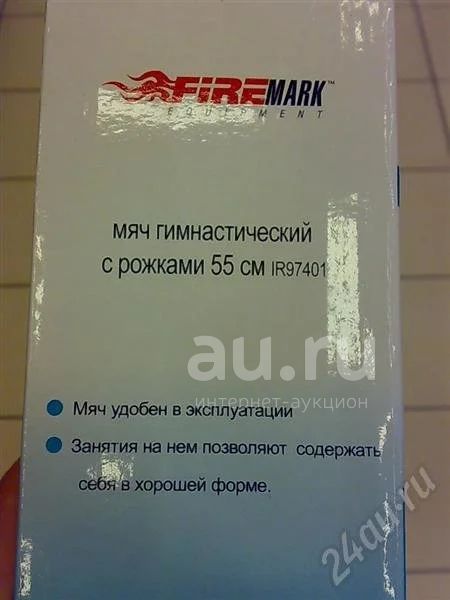 FIREMARK™
EQUIPMENT
мяч гимнастический
с рожками 55 см IR97401
au.ru
интернет-аукцион
Мяч удобен в эксплуатации
Занятия на нем позволяют содержать
себя в хорошей форме.
24au.ru